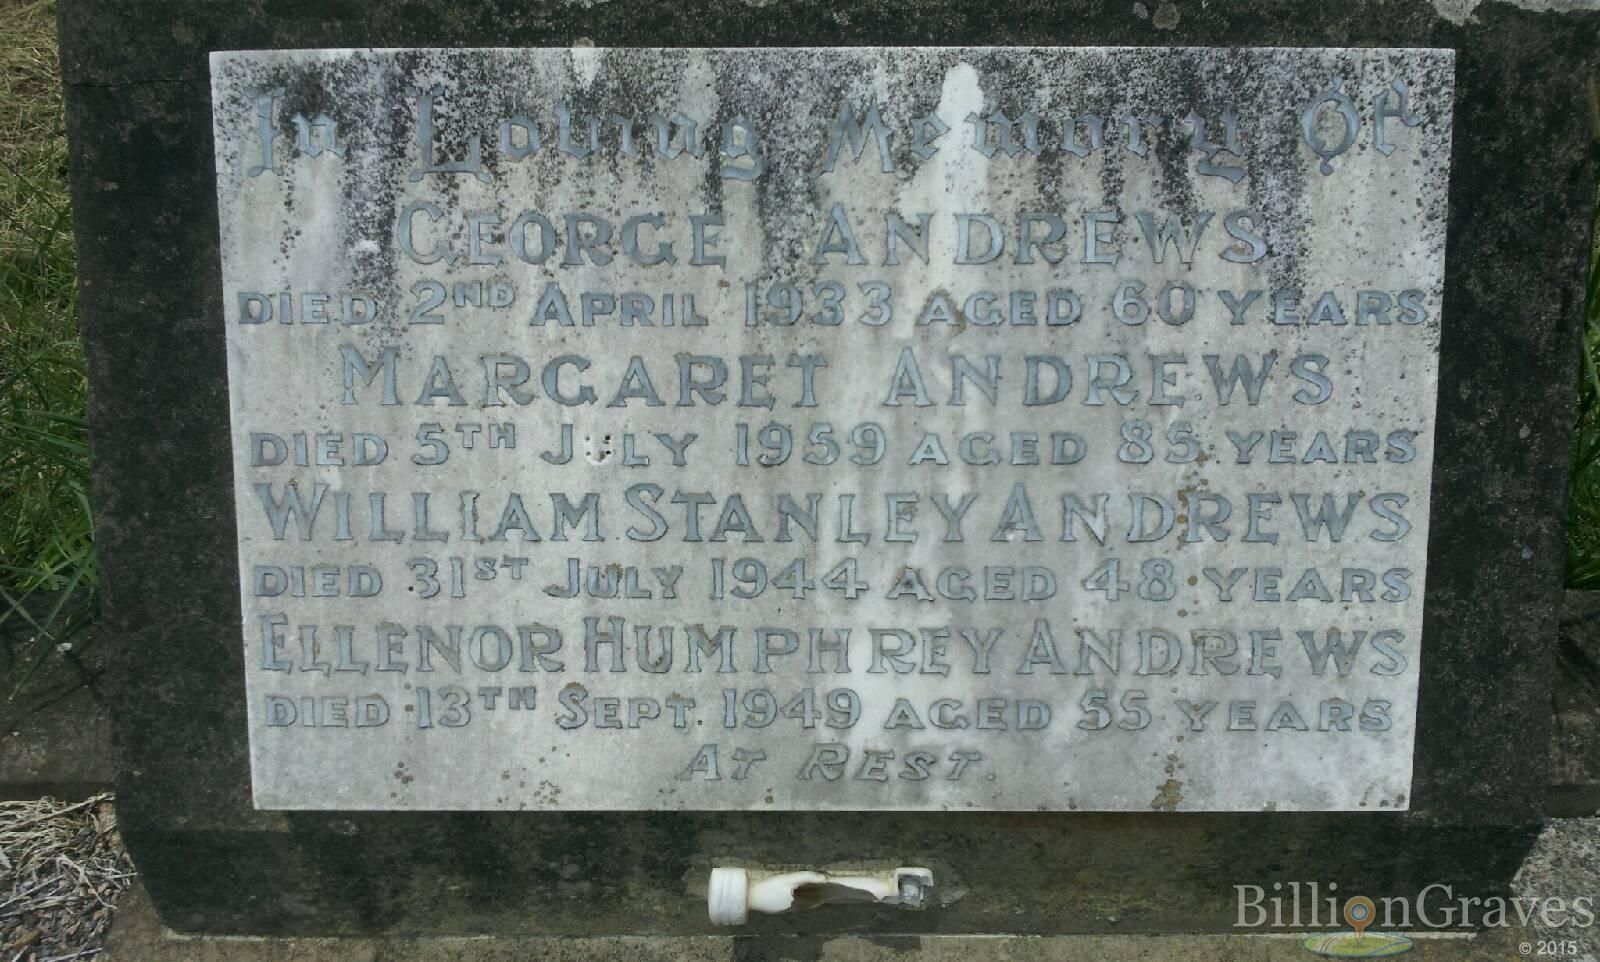 In Loving Memory Of
GEORGE ANDREWS
DIED 2ND APRIL 1933 AGED 60 YEARS
MARGARET ANDREWS
DIED 5TH JULY 1959 AGED 85 YEARS
WILLIAM STANLEY ANDREWS
DIED 31ST JULY 1944 AGED 48 YEARS
ELLENOR HUMPHREY ANDREWS
DIED 13TH SEPT. 1949 AGED 55 YEARS
AT REST.
BillionGraves
© 2015